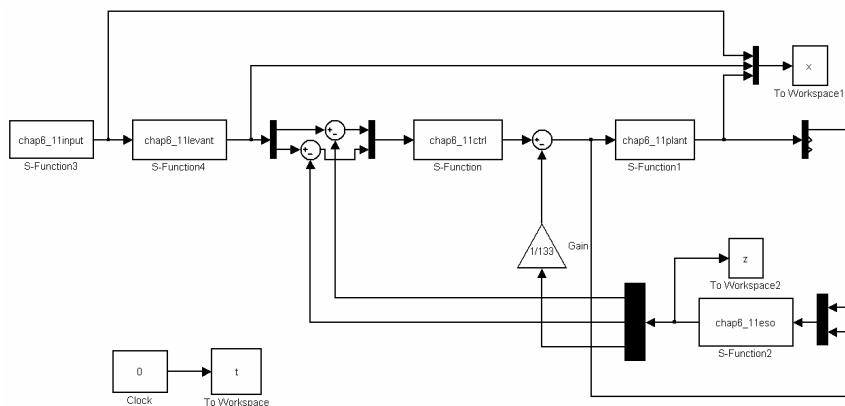 x
To Workspace1
chap6_11input
S-Function3
chap6_11levant
S-Function4
+
-
+
-
chap6_11ctrl
S-Function
+
-
chap6_11plant
S-Function1
1/133
Gain
z
To Workspace2
chap6_11eso
S-Function2
0
Clock
t
To Workspace